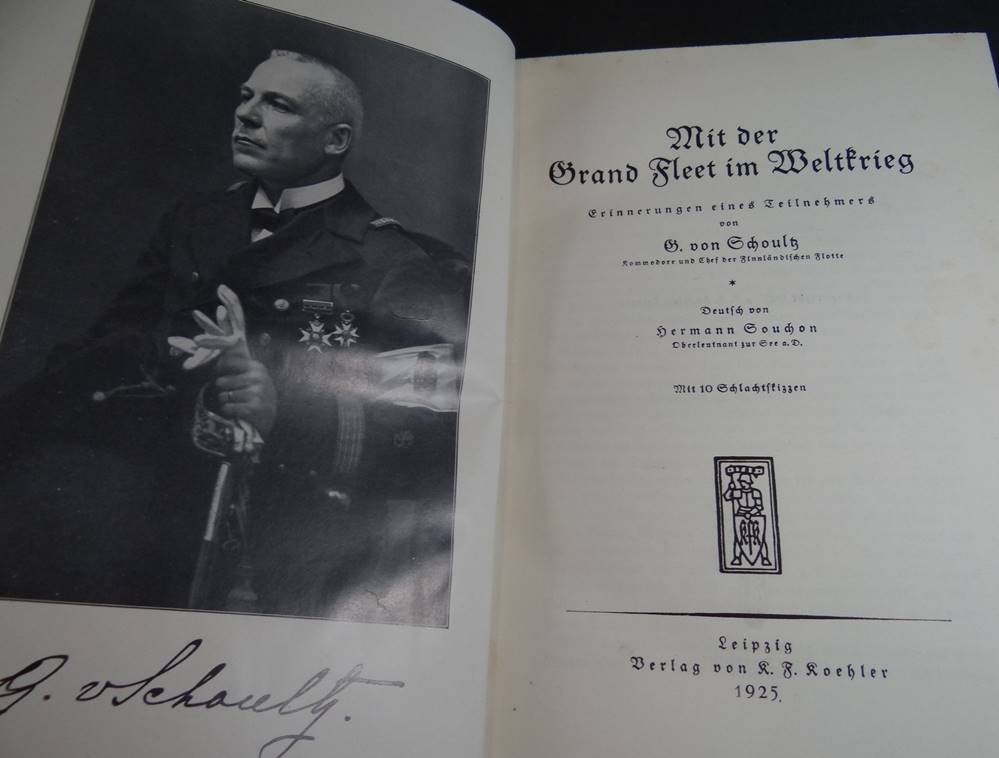 G. v Schoultz.
Mit der
Grand Fleet im Weltkrieg
Erinnerungen eines Teilnehmers
von
G. von Schoultz
Kommodore und Chef der Finnländischen Flotte
*
Deutsch von
Hermann Souchon
Oberleutnant zur See a. D.
Mit 10 Schlachtskizzen
Leipzig
Verlag von K. F. Koehler
1925.